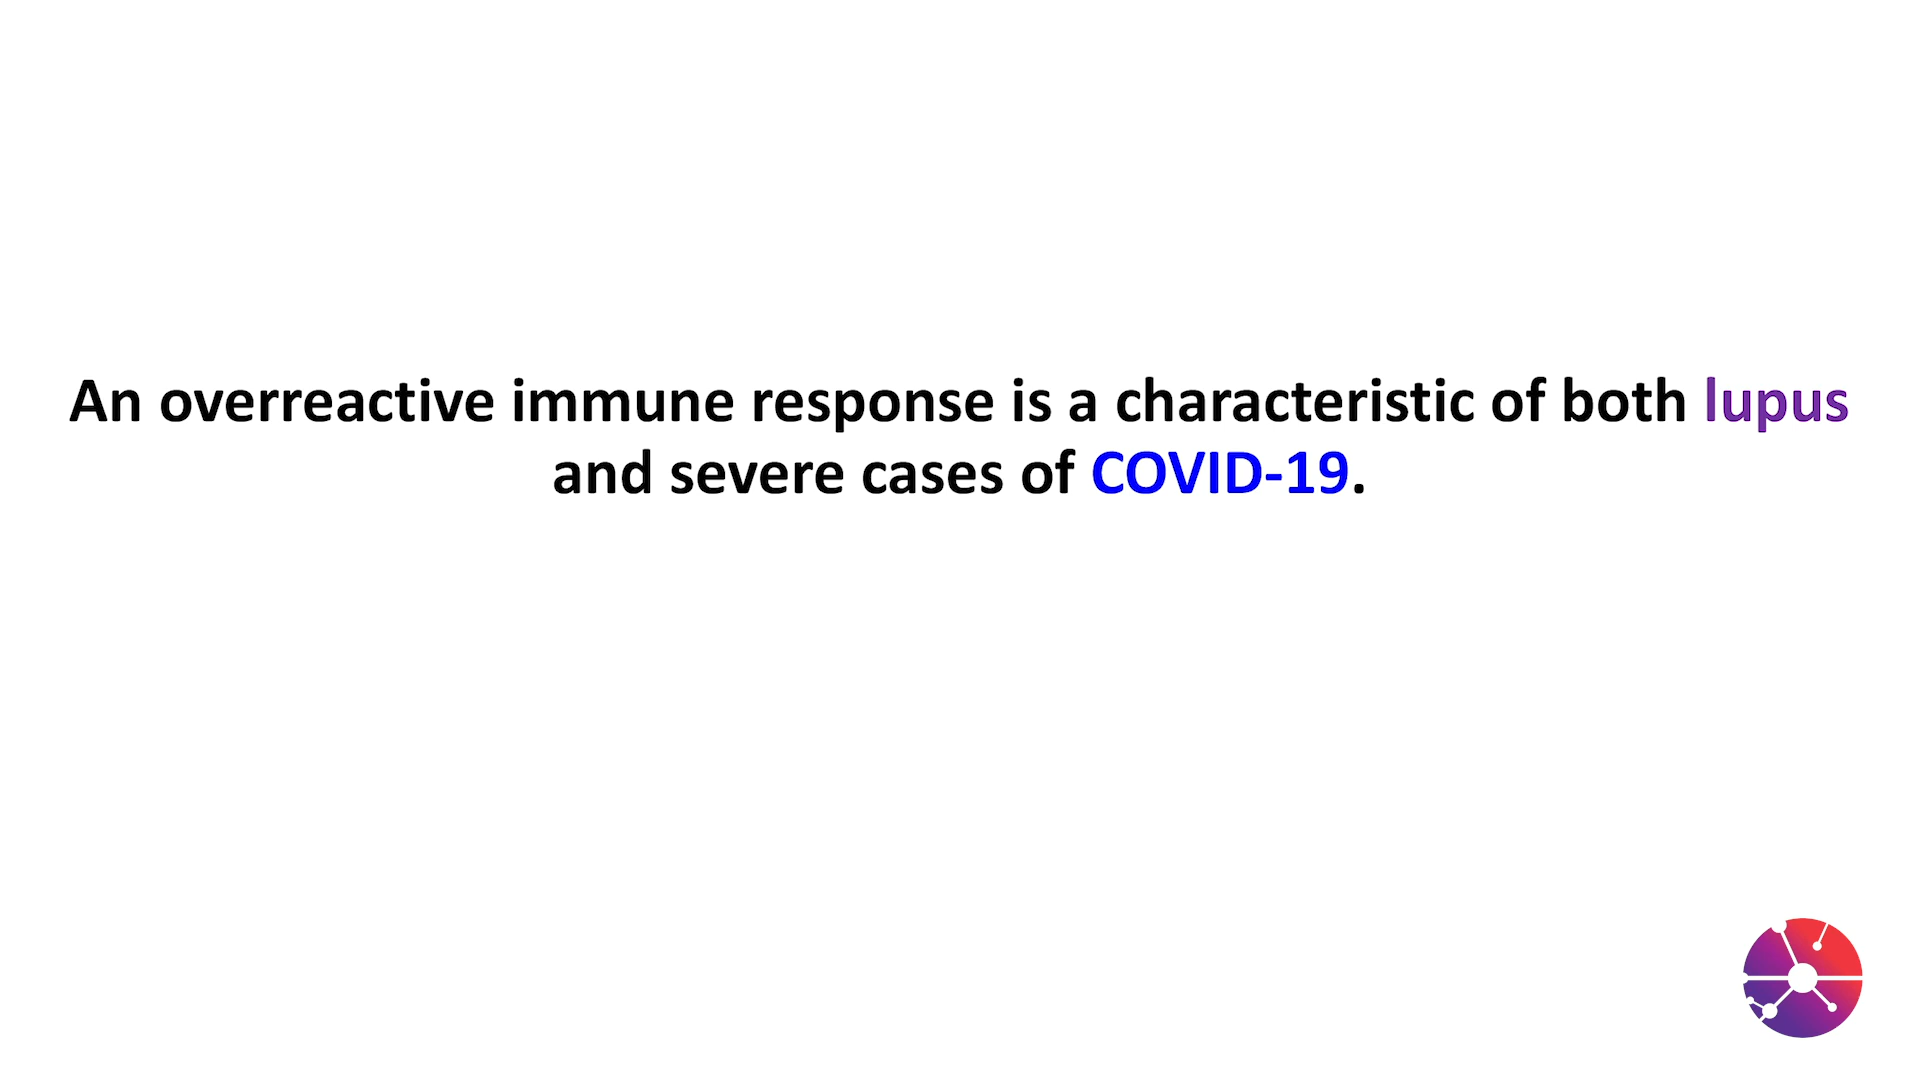 An overreactive immune response is a characteristic of both lupus
and severe cases of COVID-19.